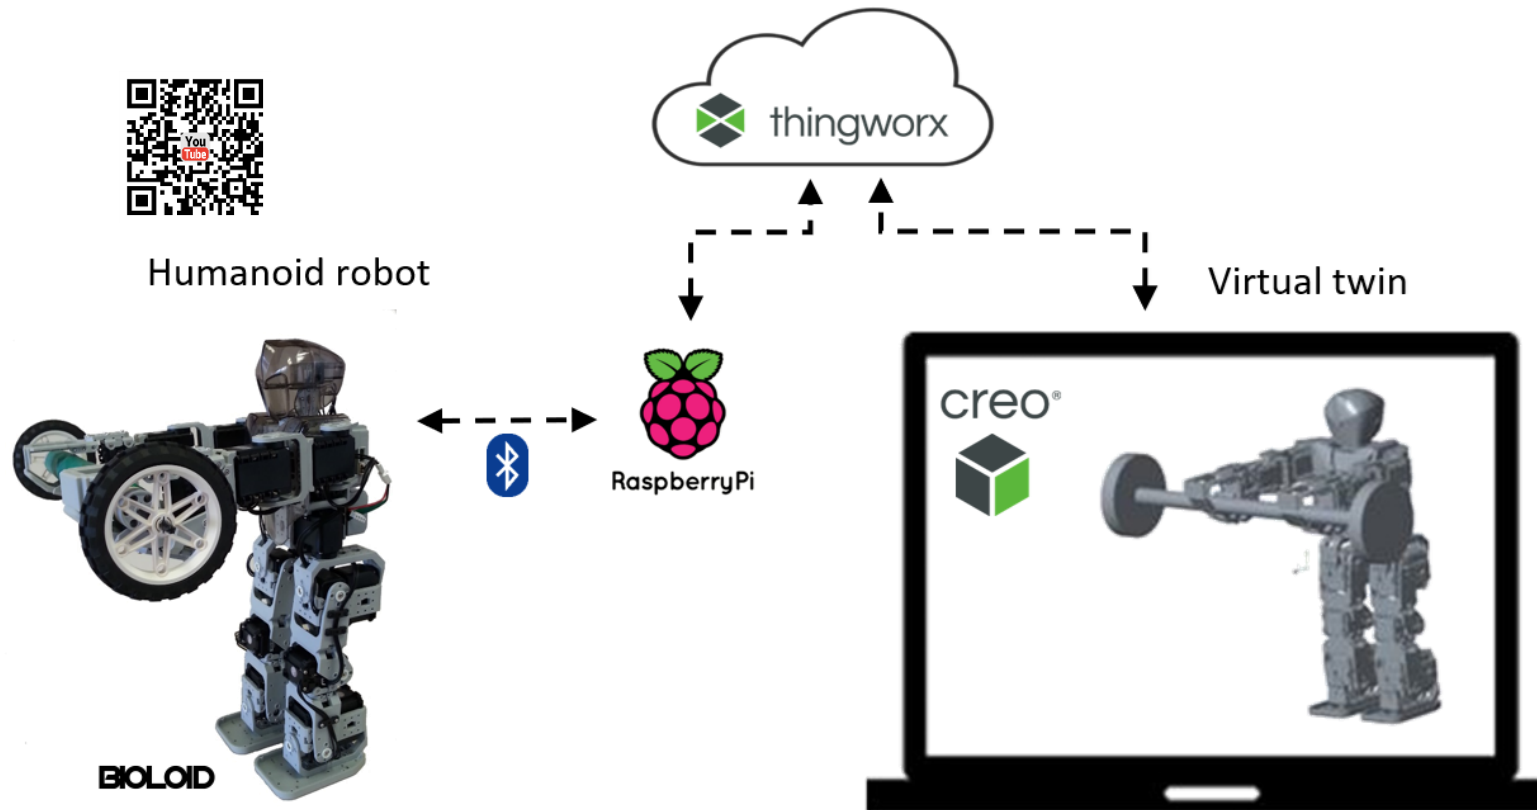 thingworx
You
Tube
Humanoid robot
Virtual twin
creo®
RaspberryPi
BIOLOID